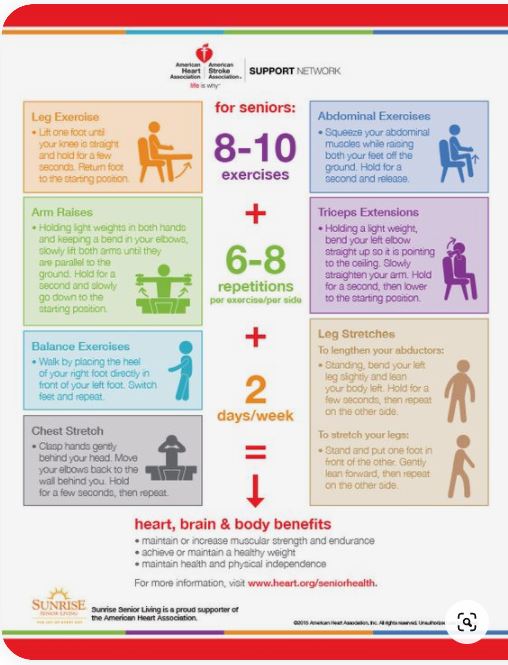 American
Heart
Association
American
Stroke
Association®
life is why™
SUPPORT NETWORK
for seniors:
8-10
exercises
+
6-8
repetitions
per exercise/per side
+
2
days/week
=
Leg Exercise
• Lift one foot until
your knee is straight
and hold for a few
seconds. Return foot
to the starting position.
Arm Raises
• Holding light weights in both hands
and keeping a bend in your elbows,
slowly lift both arms until they
are parallel to the
ground. Hold for a
second and slowly
go down to the
starting position.
Balance Exercises
• Walk by placing the heel
of your right foot directly in
front of your left foot. Switch
feet and repeat.
Chest Stretch
• Clasp hands gently
behind your head. Move
your elbows back to the
wall behind you. Hold
for a few seconds, then repeat.
Abdominal Exercises
• Squeeze your abdominal
muscles while raising
both your feet off the
ground. Hold for a
second and release.
Triceps Extensions
• Holding a light weight,
bend your left elbow
straight up so it is pointing
to the ceiling. Slowly
straighten your arm. Hold
for a second, then lower
to the starting position.
Leg Stretches
To lengthen your abductors:
• Standing, bend your left
leg slightly and lean
your body left. Hold for a
few seconds, then repeat
on the other side.
To stretch your legs:
• Stand and put one foot in
front of the other. Gently
lean forward, then repeat
on the other side.
heart, brain & body benefits
• maintain or increase muscular strength and endurance
• achieve or maintain a healthy weight
• maintain health and physical independence
For more information, visit www.heart.org/seniorhealth.
SUNRISE
SENIOR LIVING
Sunrise Senior Living is a proud supporter of
the American Heart Association.
©2015 American Heart Association, Inc. All rights reserved. Unauthorized